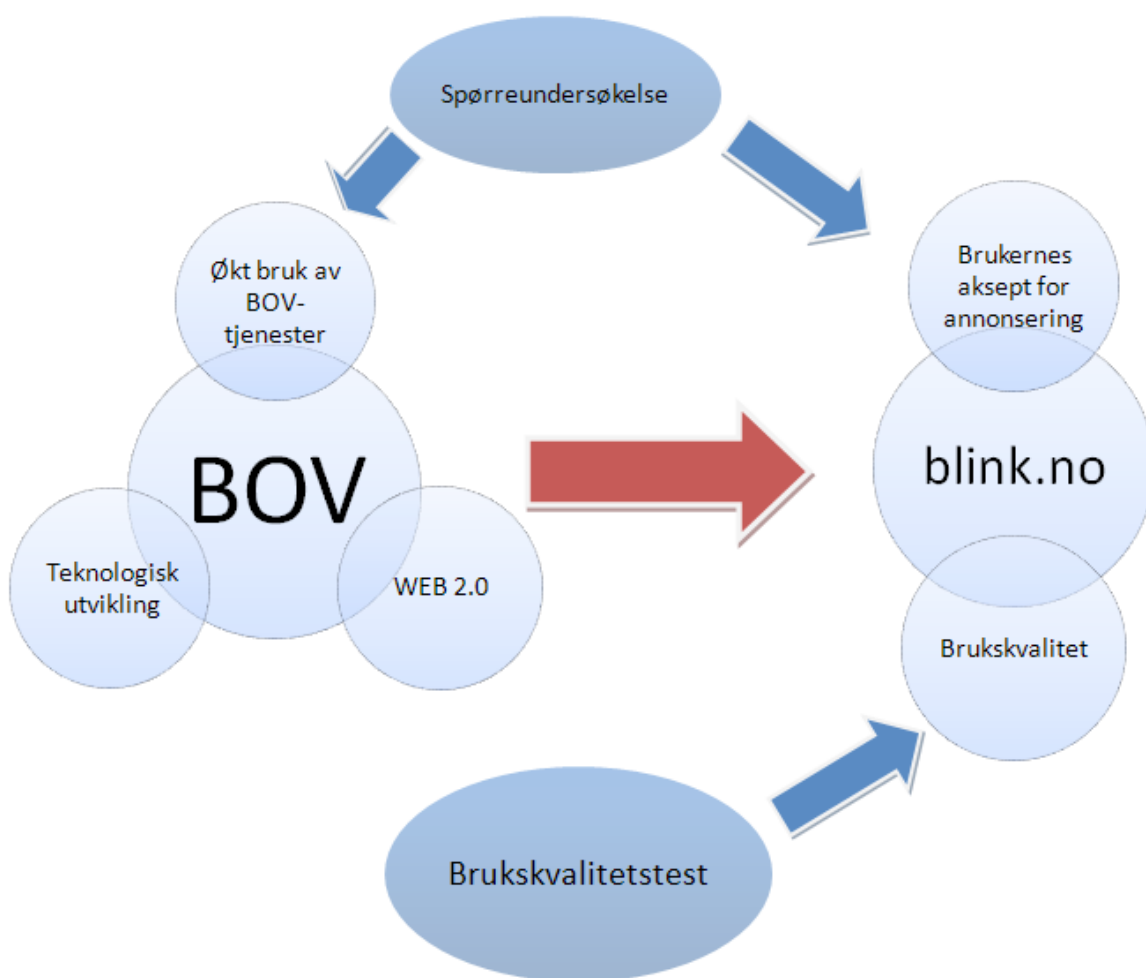 Spørreundersøkelse
Økt bruk av
BOV-
tjenester
BOV
Teknologisk
utvikling
WEB 2.0
Brukernes
aksept for
annonsering
blink.no
Brukskvalitet
Brukskvalitetstest